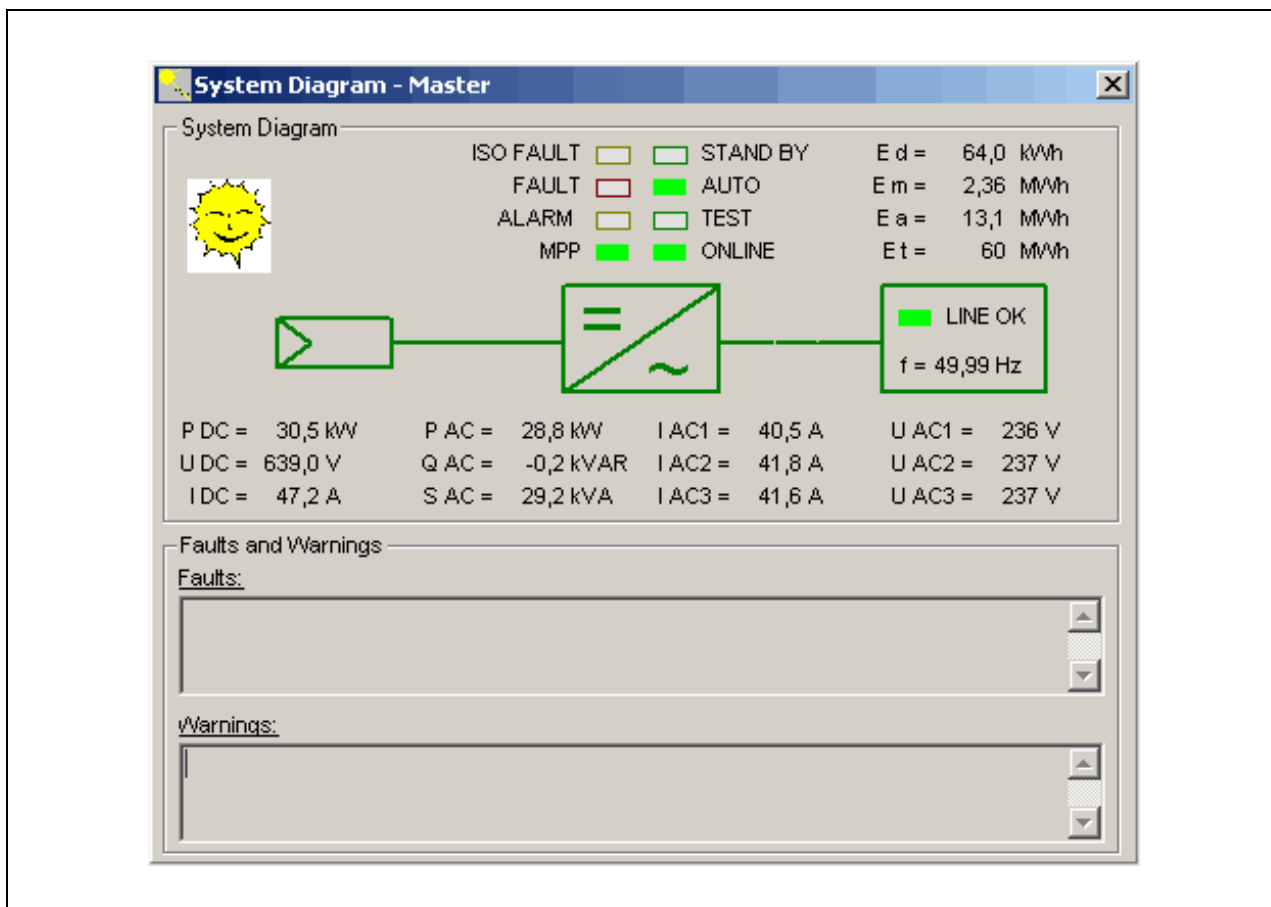 System Diagram - Master
System Diagram
ISO FAULT STAND BY E d = 64,0 kWh
FAULT AUTO E m = 2,36 MWh
ALARM TEST E a = 13,1 MWh
MPP ONLINE E t = 60 MWh
= ~
LINE OK
f = 49,99 Hz
P DC = 30,5 kW P AC = 28,8 kW I AC1 = 40,5 A U AC1 = 236 V
U DC = 639,0 V Q AC = -0,2 kVAR I AC2 = 41,8 A U AC2 = 237 V
I DC = 47,2 A S AC = 29,2 kVA I AC3 = 41,6 A U AC3 = 237 V
Faults and Warnings
Faults:
Warnings: